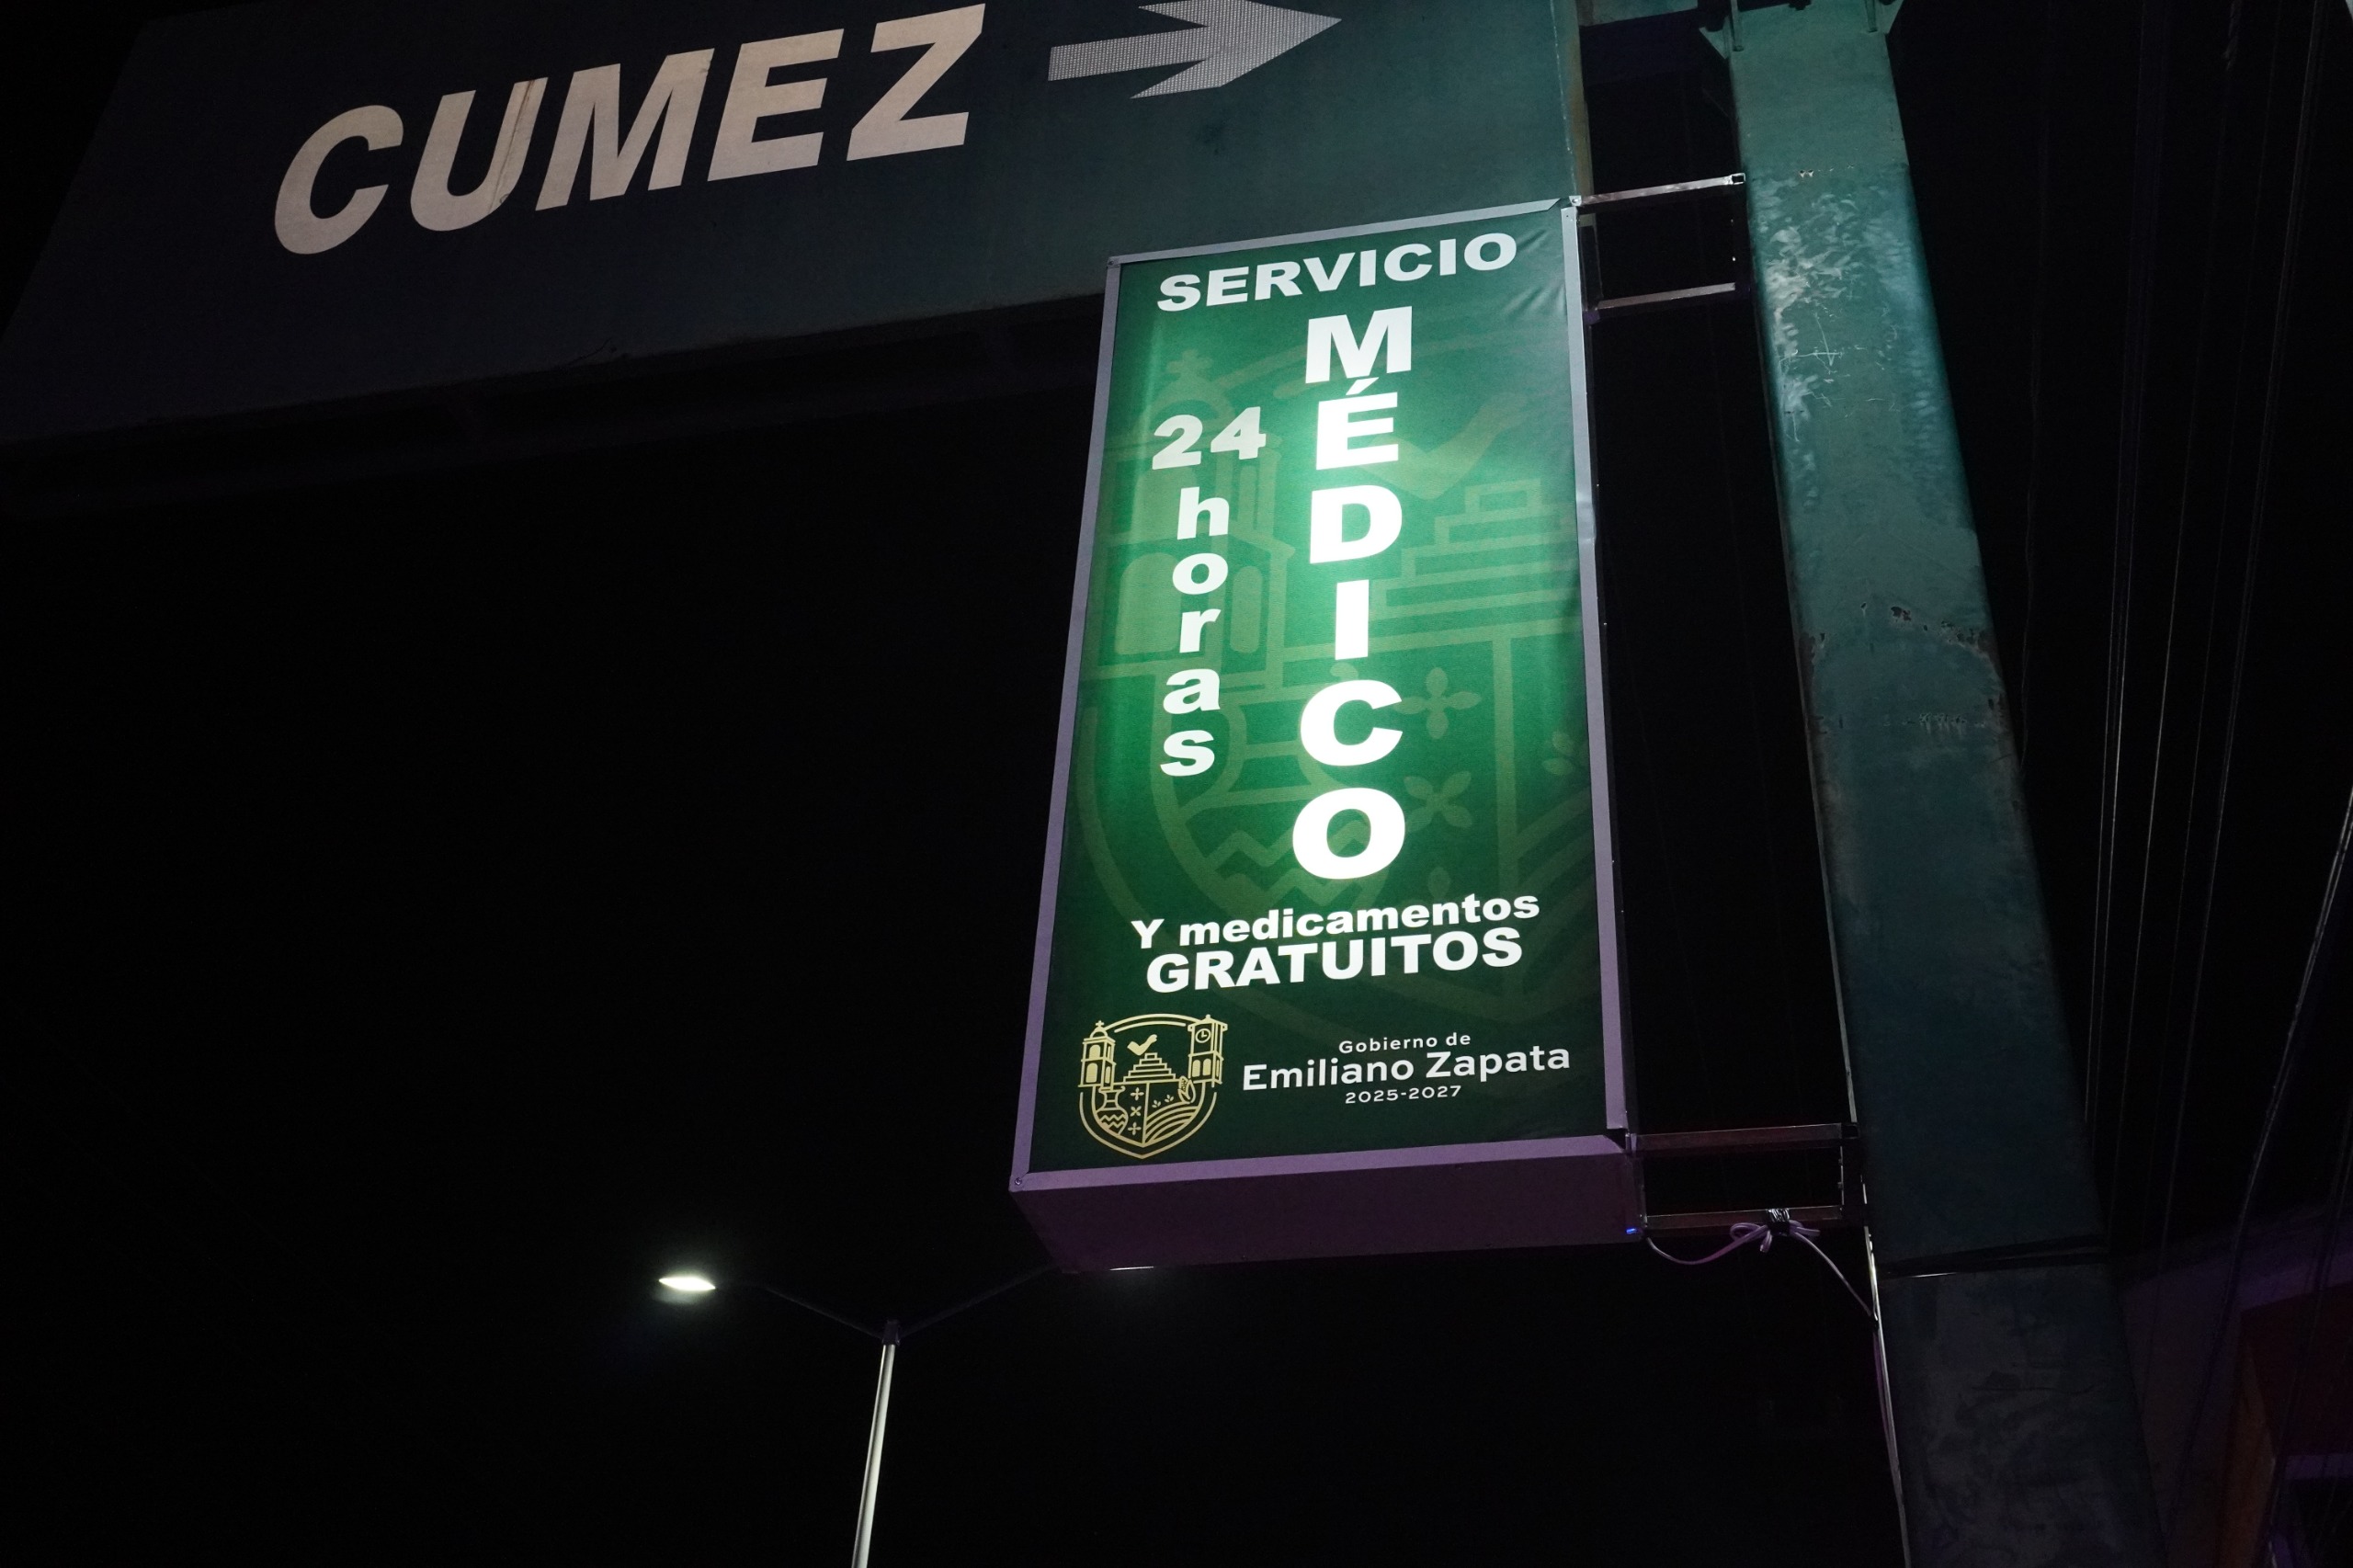 CUMEZ
SERVICIO
MÉDICO
24
horas
Y medicamentos
GRATUITOS
Gobierno de
Emiliano Zapata
2025-2027